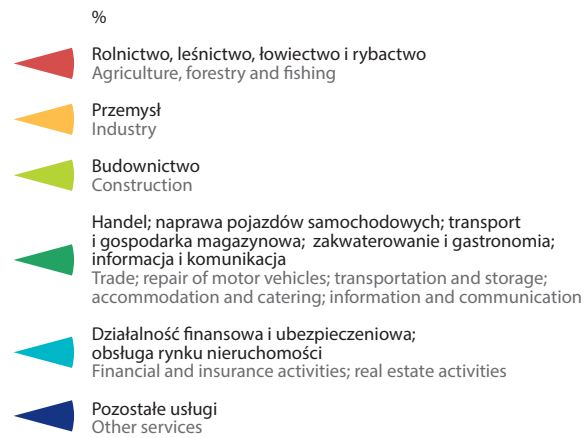 %
Rolnictwo, leśnictwo, łowiectwo i rybactwo
Agriculture, forestry and fishing
Przemysł
Industry
Budownictwo
Construction
Handel; naprawa pojazdów samochodowych; transport
i gospodarka magazynowa; zakwaterowanie i gastronomia;
informacja i komunikacja
Trade; repair of motor vehicles; transportation and storage;
accommodation and catering; information and communication
Działalność finansowa i ubezpieczeniowa;
obsługa rynku nieruchomości
Financial and insurance activities; real estate activities
Pozostałe usługi
Other services